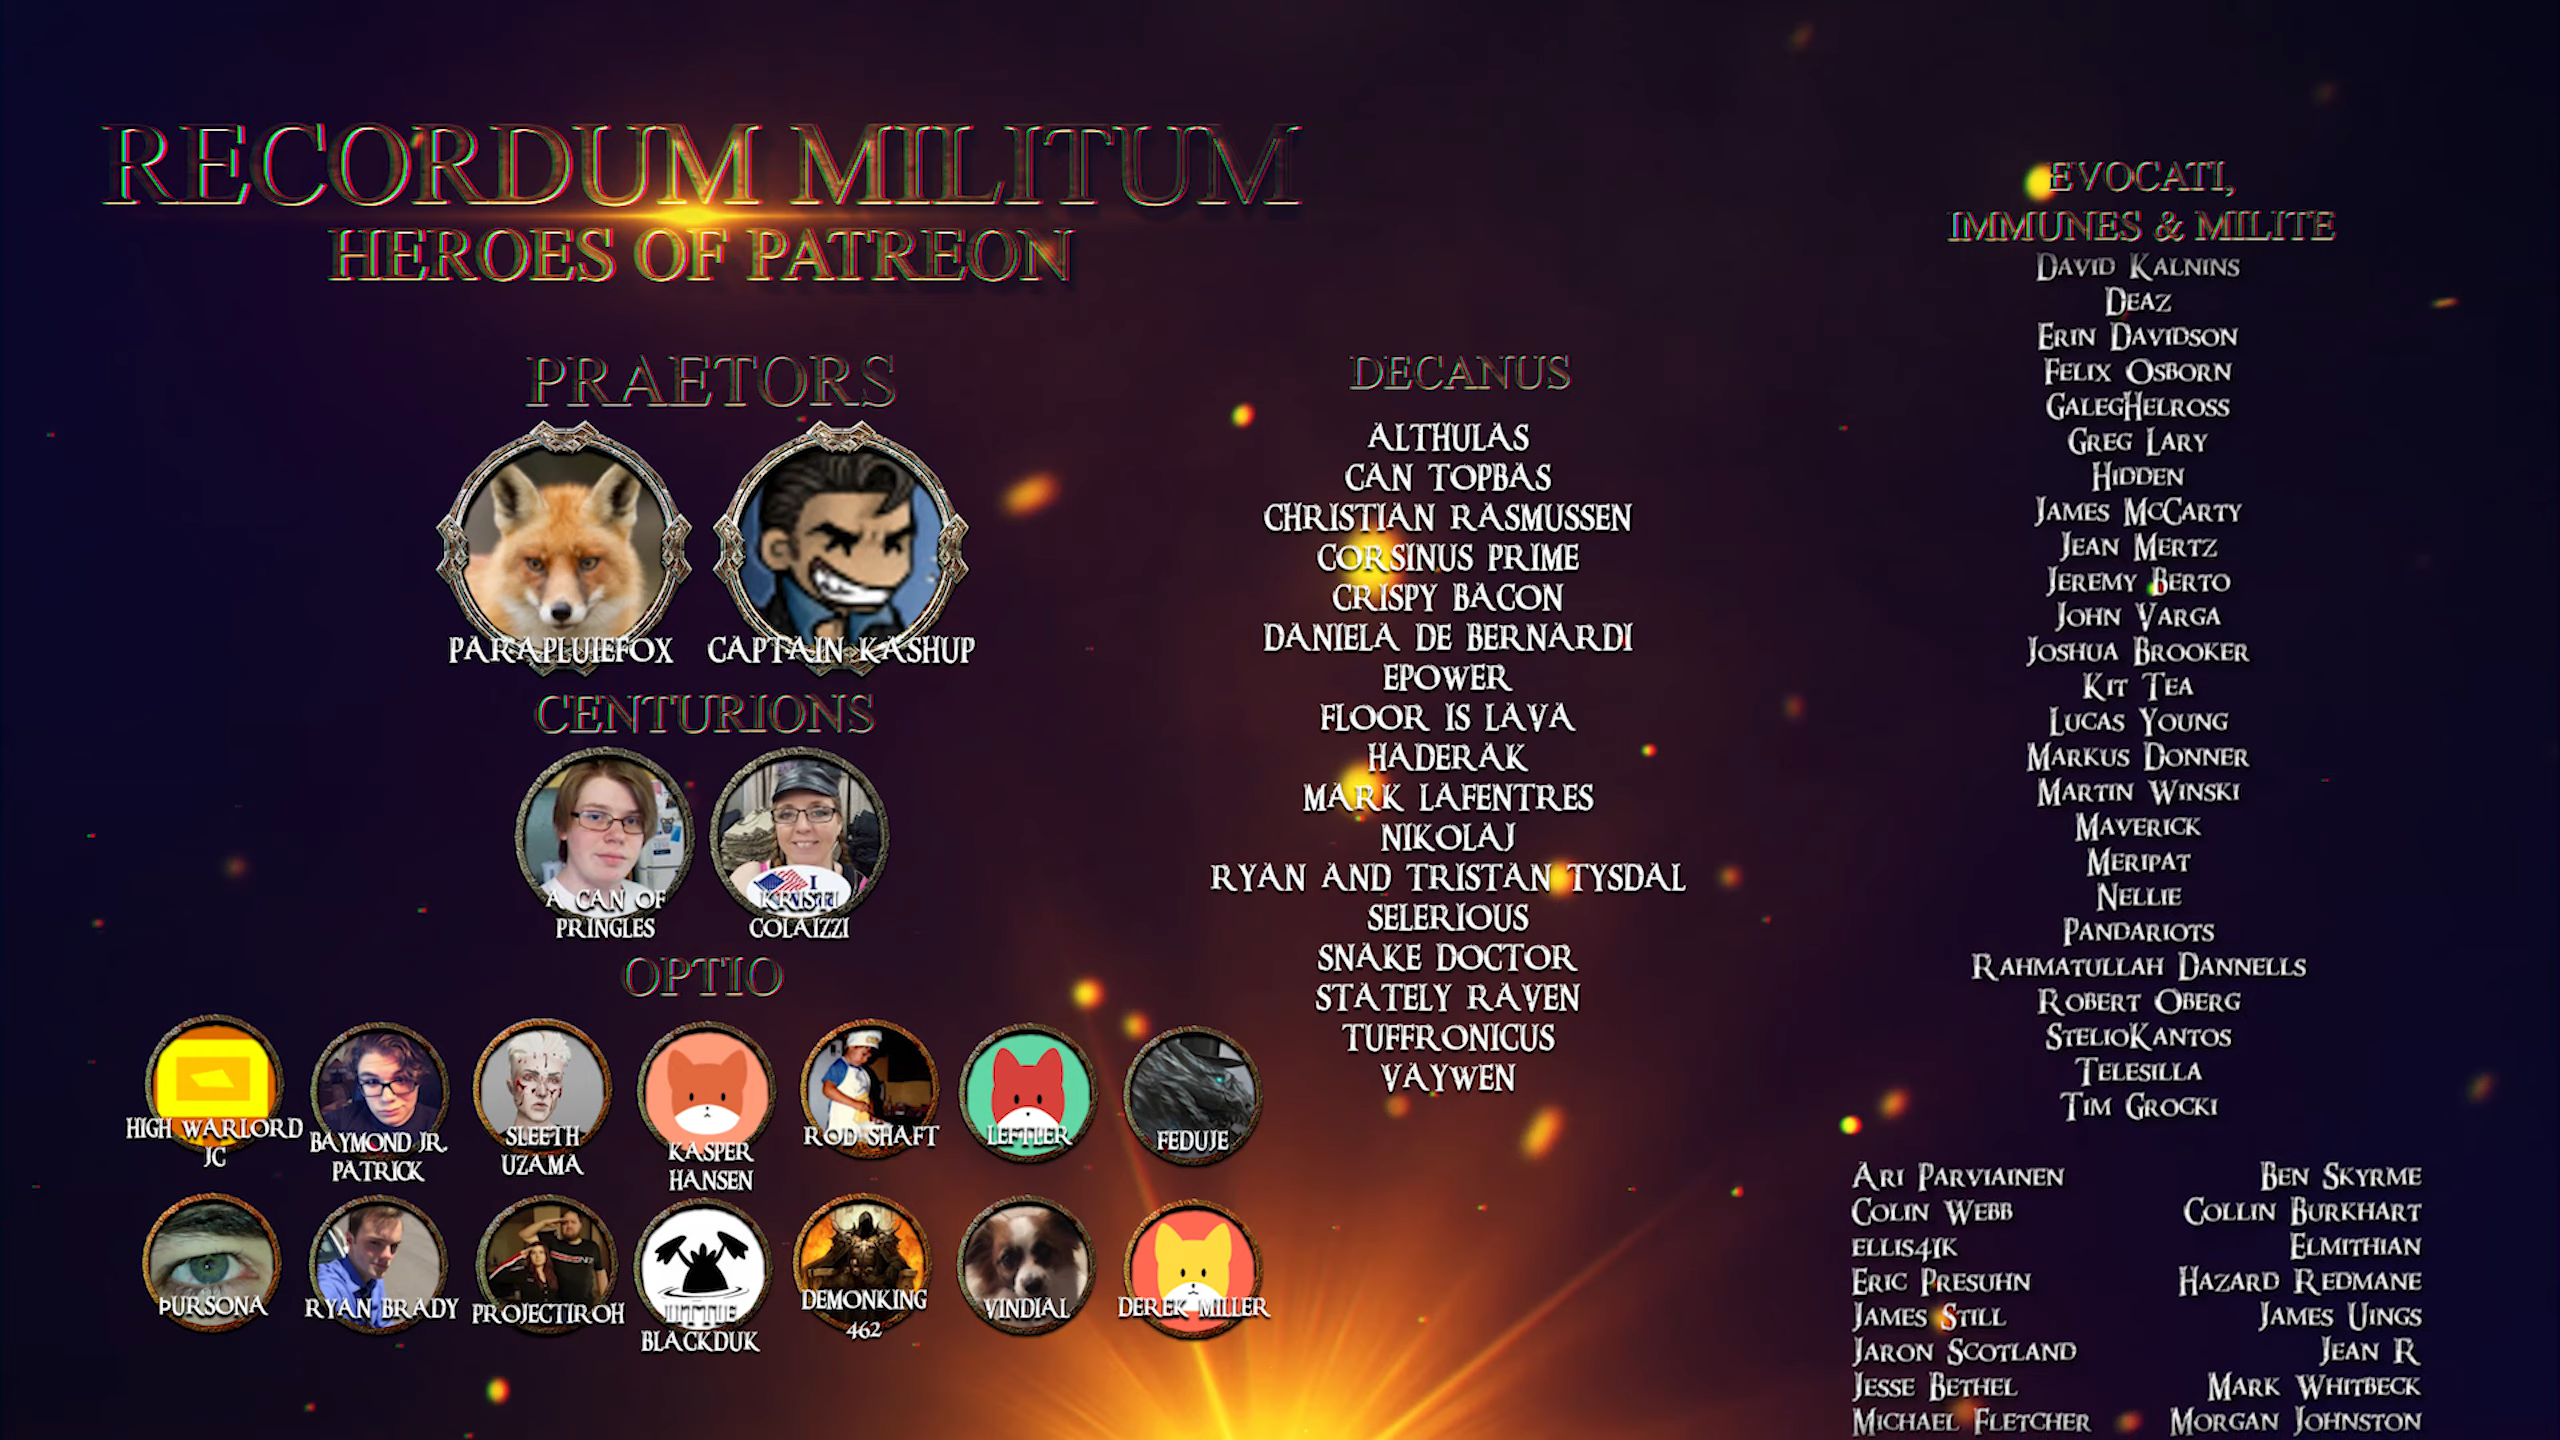 RECORDUM MILITUM
HEROES OF PATREON
PRAETORS
PARAPLUIEFOX
CAPTAIN KASHUP
CENTURIONS
A CAN OF
PRINGLES
I
KRISTI
COLAIZZI
OPTIO
HIGH WARLORD
JC
BAYMOND JR.
PATRICK
SLEETH
UZAMA
KASPER
HANSEN
ROD SHAFT
LEFTLER
FEDUJE
ÞURSONA
RYAN BRADY
PROJECTIROH
LITTLE
BLACKDUK
DEMONKING
462
VINDIAL
DEREK MILLER
DECANUS
ALTHULAS
CAN TOPBAS
CHRISTIAN RASMUSSEN
CORSINUS PRIME
CRISPY BACON
DANIELA DE BERNARDI
EPOWER
FLOOR IS LAVA
HADERAK
MARK LAFENTRES
NIKOLAJ
RYAN AND TRISTAN TYSDAL
SELERIOUS
SNAKE DOCTOR
STATELY RAVEN
TUFFRONICUS
VAYWEN
EVOCATI,
IMMUNES & MILITE
DAVID KALNINS
DEAZ
ERIN DAVIDSON
FELIX OSBORN
GALEGHELROSS
GREG LARY
HIDDEN
JAMES MCCARTY
JEAN MERTZ
JEREMY BERTO
JOHN VARGA
JOSHUA BROOKER
KIT TEA
LUCAS YOUNG
MARKUS DONNER
MARTIN WINSKI
MAVERICK
MERIPAT
NELLIE
PANDARIOTS
RAHMATULLAH DANNELLS
ROBERT OBERG
STELIOKANTOS
TELESILLA
TIM GROCKI
ARI PARVIAINEN
COLIN WEBB
ELLIS41K
ERIC PRESUHN
JAMES STILL
JARON SCOTLAND
JESSE BETHEL
MICHAEL FLETCHER
BEN SKYRME
COLLIN BURKHART
ELMITHIAN
HAZARD REDMANE
JAMES UINGS
JEAN R
MARK WHITBECK
MORGAN JOHNSTON